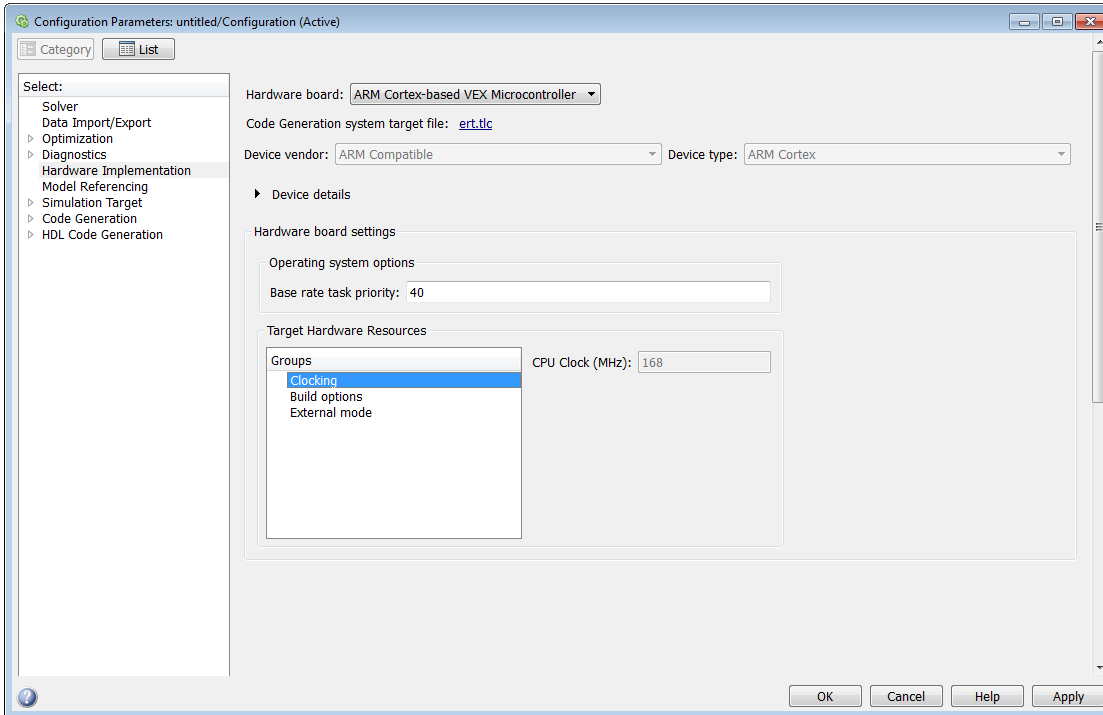 Configuration Parameters: untitled/Configuration (Active)
Category List
Select:
Solver
Data Import/Export
Optimization
Diagnostics
Hardware Implementation
Model Referencing
Simulation Target
Code Generation
HDL Code Generation
Hardware board: ARM Cortex-based VEX Microcontroller
Code Generation system target file: ert.tlc
Device vendor: ARM Compatible Device type: ARM Cortex
Device details
Hardware board settings
Operating system options
Base rate task priority: 40
Target Hardware Resources
Groups
Clocking
Build options
External mode
CPU Clock (MHz): 168
OK Cancel Help Apply